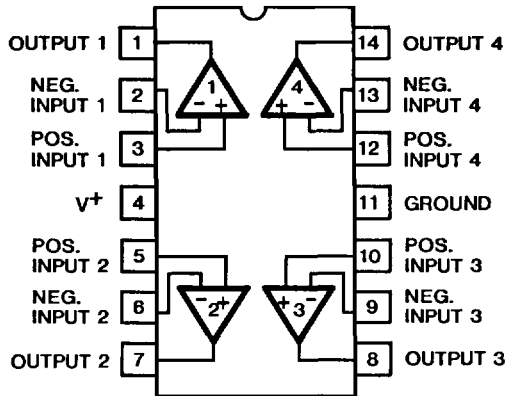 OUTPUT 1 1 14 OUTPUT 4
NEG. 1 4 NEG.
INPUT 1 2 - + + - 13 INPUT 4
POS. POS.
INPUT 1 3 12 INPUT 4
V+ 4 11 GROUND
POS. 5 10 POS.
INPUT 2 INPUT 3
NEG. 6 - + + - 9 NEG.
INPUT 2 2 3 INPUT 3
OUTPUT 2 7 8 OUTPUT 3